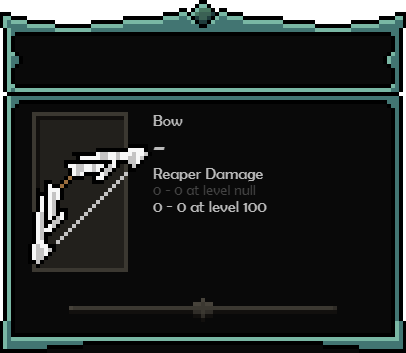 Bow
–
Reaper Damage
0 - 0 at level null
0 - 0 at level 100